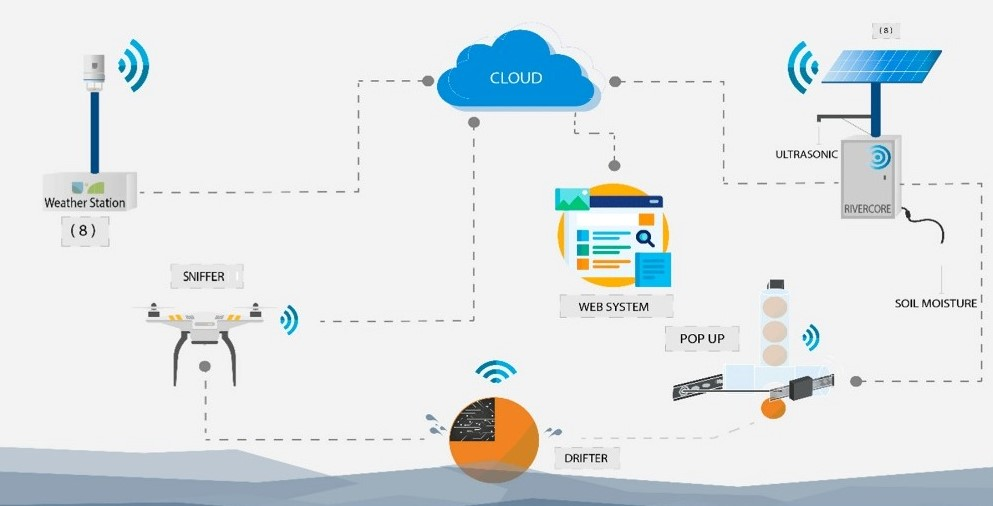 CLOUD
(8)
Weather Station
(8)
ULTRASONIC
RIVERCORE
SNIFFER
SOIL MOISTURE
WEB SYSTEM
POP UP
DRIFTER